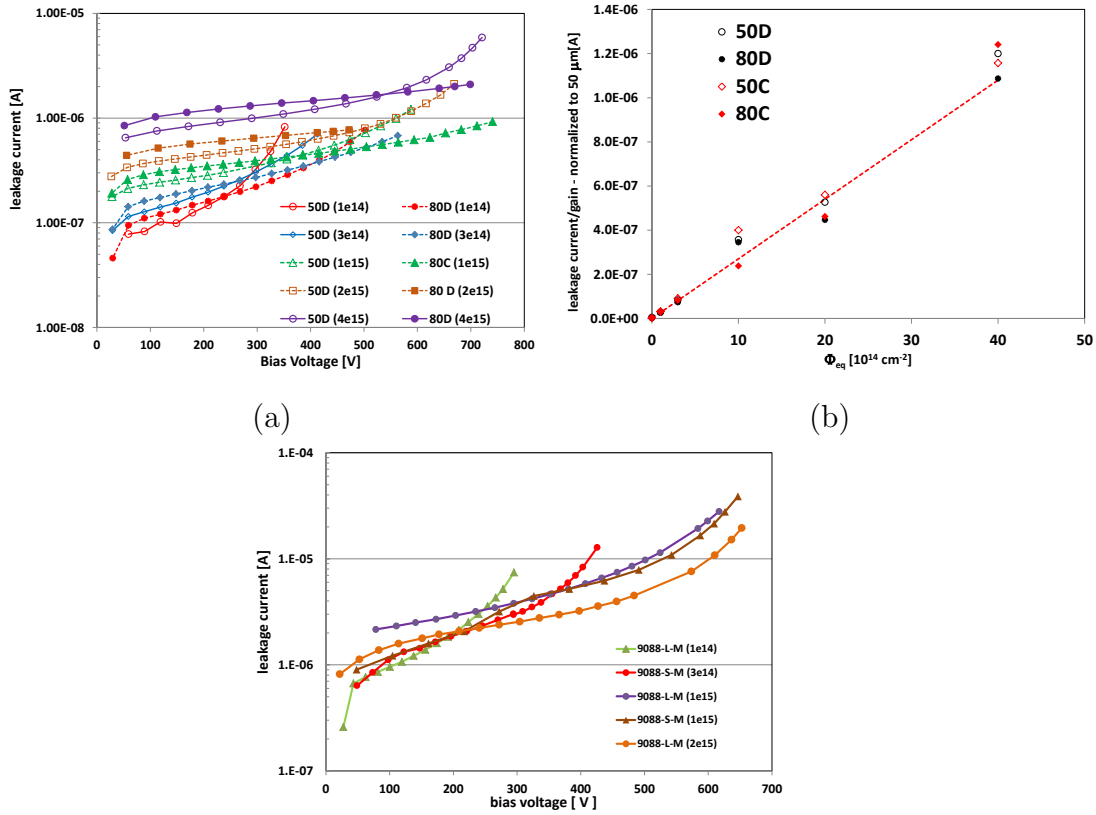 1.00E-05
1.00E-06
1.00E-07
1.00E-08
leakage current [A]
50D (1e14)
80D (1e14)
50D (3e14)
80D (3e14)
50D (1e15)
80C (1e15)
50D (2e15)
80 D (2e15)
50D (4e15)
80D (4e15)
0 100 200 300 400 500 600 700 800
Bias Voltage [V]
(a)
1.4E-06
1.2E-06
1.0E-06
8.0E-07
6.0E-07
4.0E-07
2.0E-07
0.0E+00
leakage current/gain - normalized to 50 μm[A]
50D
80D
50C
80C
0 10 20 30 40 50
Φeq [10¹⁴ cm⁻²]
(b)
1.E-04
1.E-05
1.E-06
1.E-07
leakage current [A]
9088-L-M (1e14)
9088-S-M (3e14)
9088-L-M (1e15)
9088-S-M (1e15)
9088-L-M (2e15)
0 100 200 300 400 500 600 700
bias voltage [ V ]